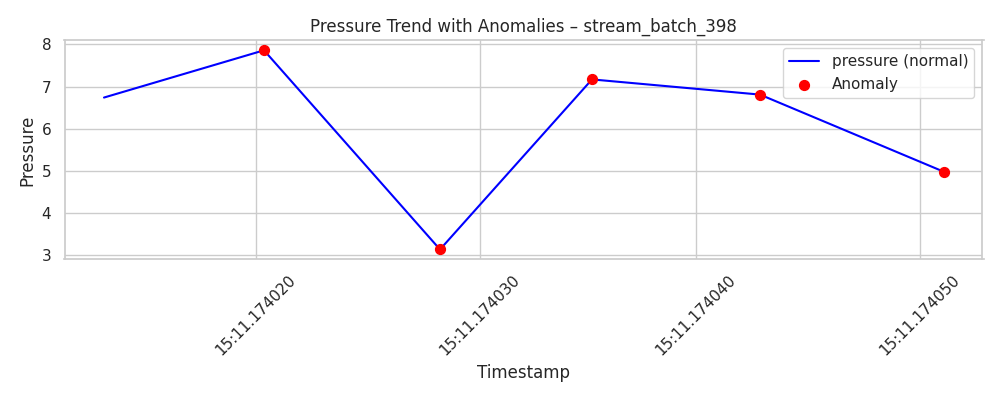 Pressure Trend with Anomalies – stream_batch_398
pressure (normal)
Anomaly
Pressure
8
7
6
5
4
3
15:11.174020
15:11.174030
15:11.174040
15:11.174050
Timestamp